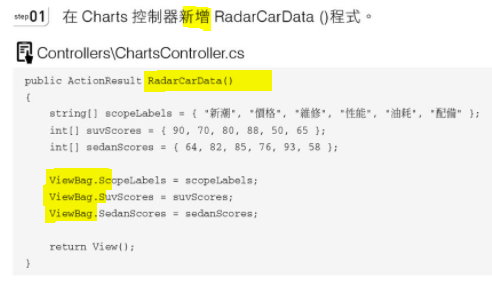 step01 在 Charts 控制器新增 RadarCarData ()程式。
Controllers\ChartsController.cs
public ActionResult RadarCarData()
{
string[] scopeLabels = { "新潮", "價格", "維修", "性能", "油耗", "配備" };
int[] suvScores = { 90, 70, 80, 88, 50, 65 };
int[] sedanScores = { 64, 82, 85, 76, 93, 58 };
ViewBag.ScopeLabels = scopeLabels;
ViewBag.SuvScores = suvScores;
ViewBag.SedanScores = sedanScores;
return View();
}